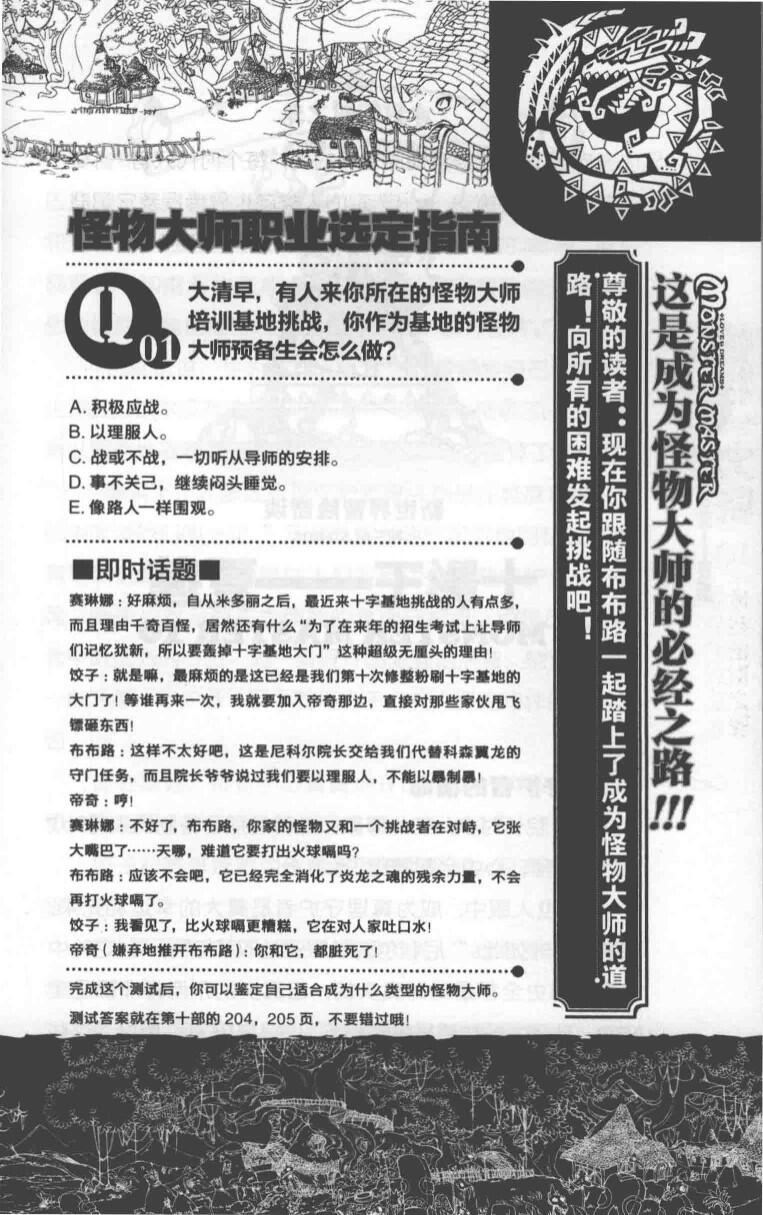 怪物大师职业选定指南
Q01
大清早，有人来你所在的怪物大师
培训基地挑战，你作为基地的怪物
大师预备生会怎么做？
A. 积极应战。
B. 以理服人。
C. 战或不战，一切听从导师的安排。
D. 事不关己，继续闷头睡觉。
E. 像路人一样围观。
■即时话题■
赛琳娜：好麻烦，自从米多丽之后，最近来十字基地挑战的人有点多，
而且理由千奇百怪，居然还有什么“为了在来年的招生考试上让导师
们记忆犹新，所以要轰掉十字基地大门”这种超级无厘头的理由！
饺子：就是嘛，最麻烦的是这已经是我们第十次修整粉刷十字基地的
大门了！等谁再来一次，我就要加入帝奇那边，直接对那些家伙甩飞
镖砸东西！
布布路：这样不太好吧，这是尼科尔院长交给我们代替科森翼龙的
守门任务，而且院长爷爷说过我们要以理服人，不能以暴制暴！
帝奇：哼！
赛琳娜：不好了，布布路，你家的怪物又和一个挑战者在对峙，它张
大嘴巴了……天哪，难道它要打出火球嗝吗？
布布路：应该不会吧，它已经完全消化了炎龙之魂的残余力量，不会
再打火球嗝了。
饺子：我看见了，比火球嗝更糟糕，它在对人家吐口水！
帝奇（嫌弃地推开布布路）：你和它，都脏死了！
完成这个测试后，你可以鉴定自己适合成为什么类型的怪物大师。
测试答案就在第十部的 204，205 页，不要错过哦！
MONSTER MASTER
LOVE & DREAMS
这是成为怪物大师的必经之路!!!
尊敬的读者：现在你跟随布布路一起踏上了成为怪物大师的道
路！向所有的困难发起挑战吧！